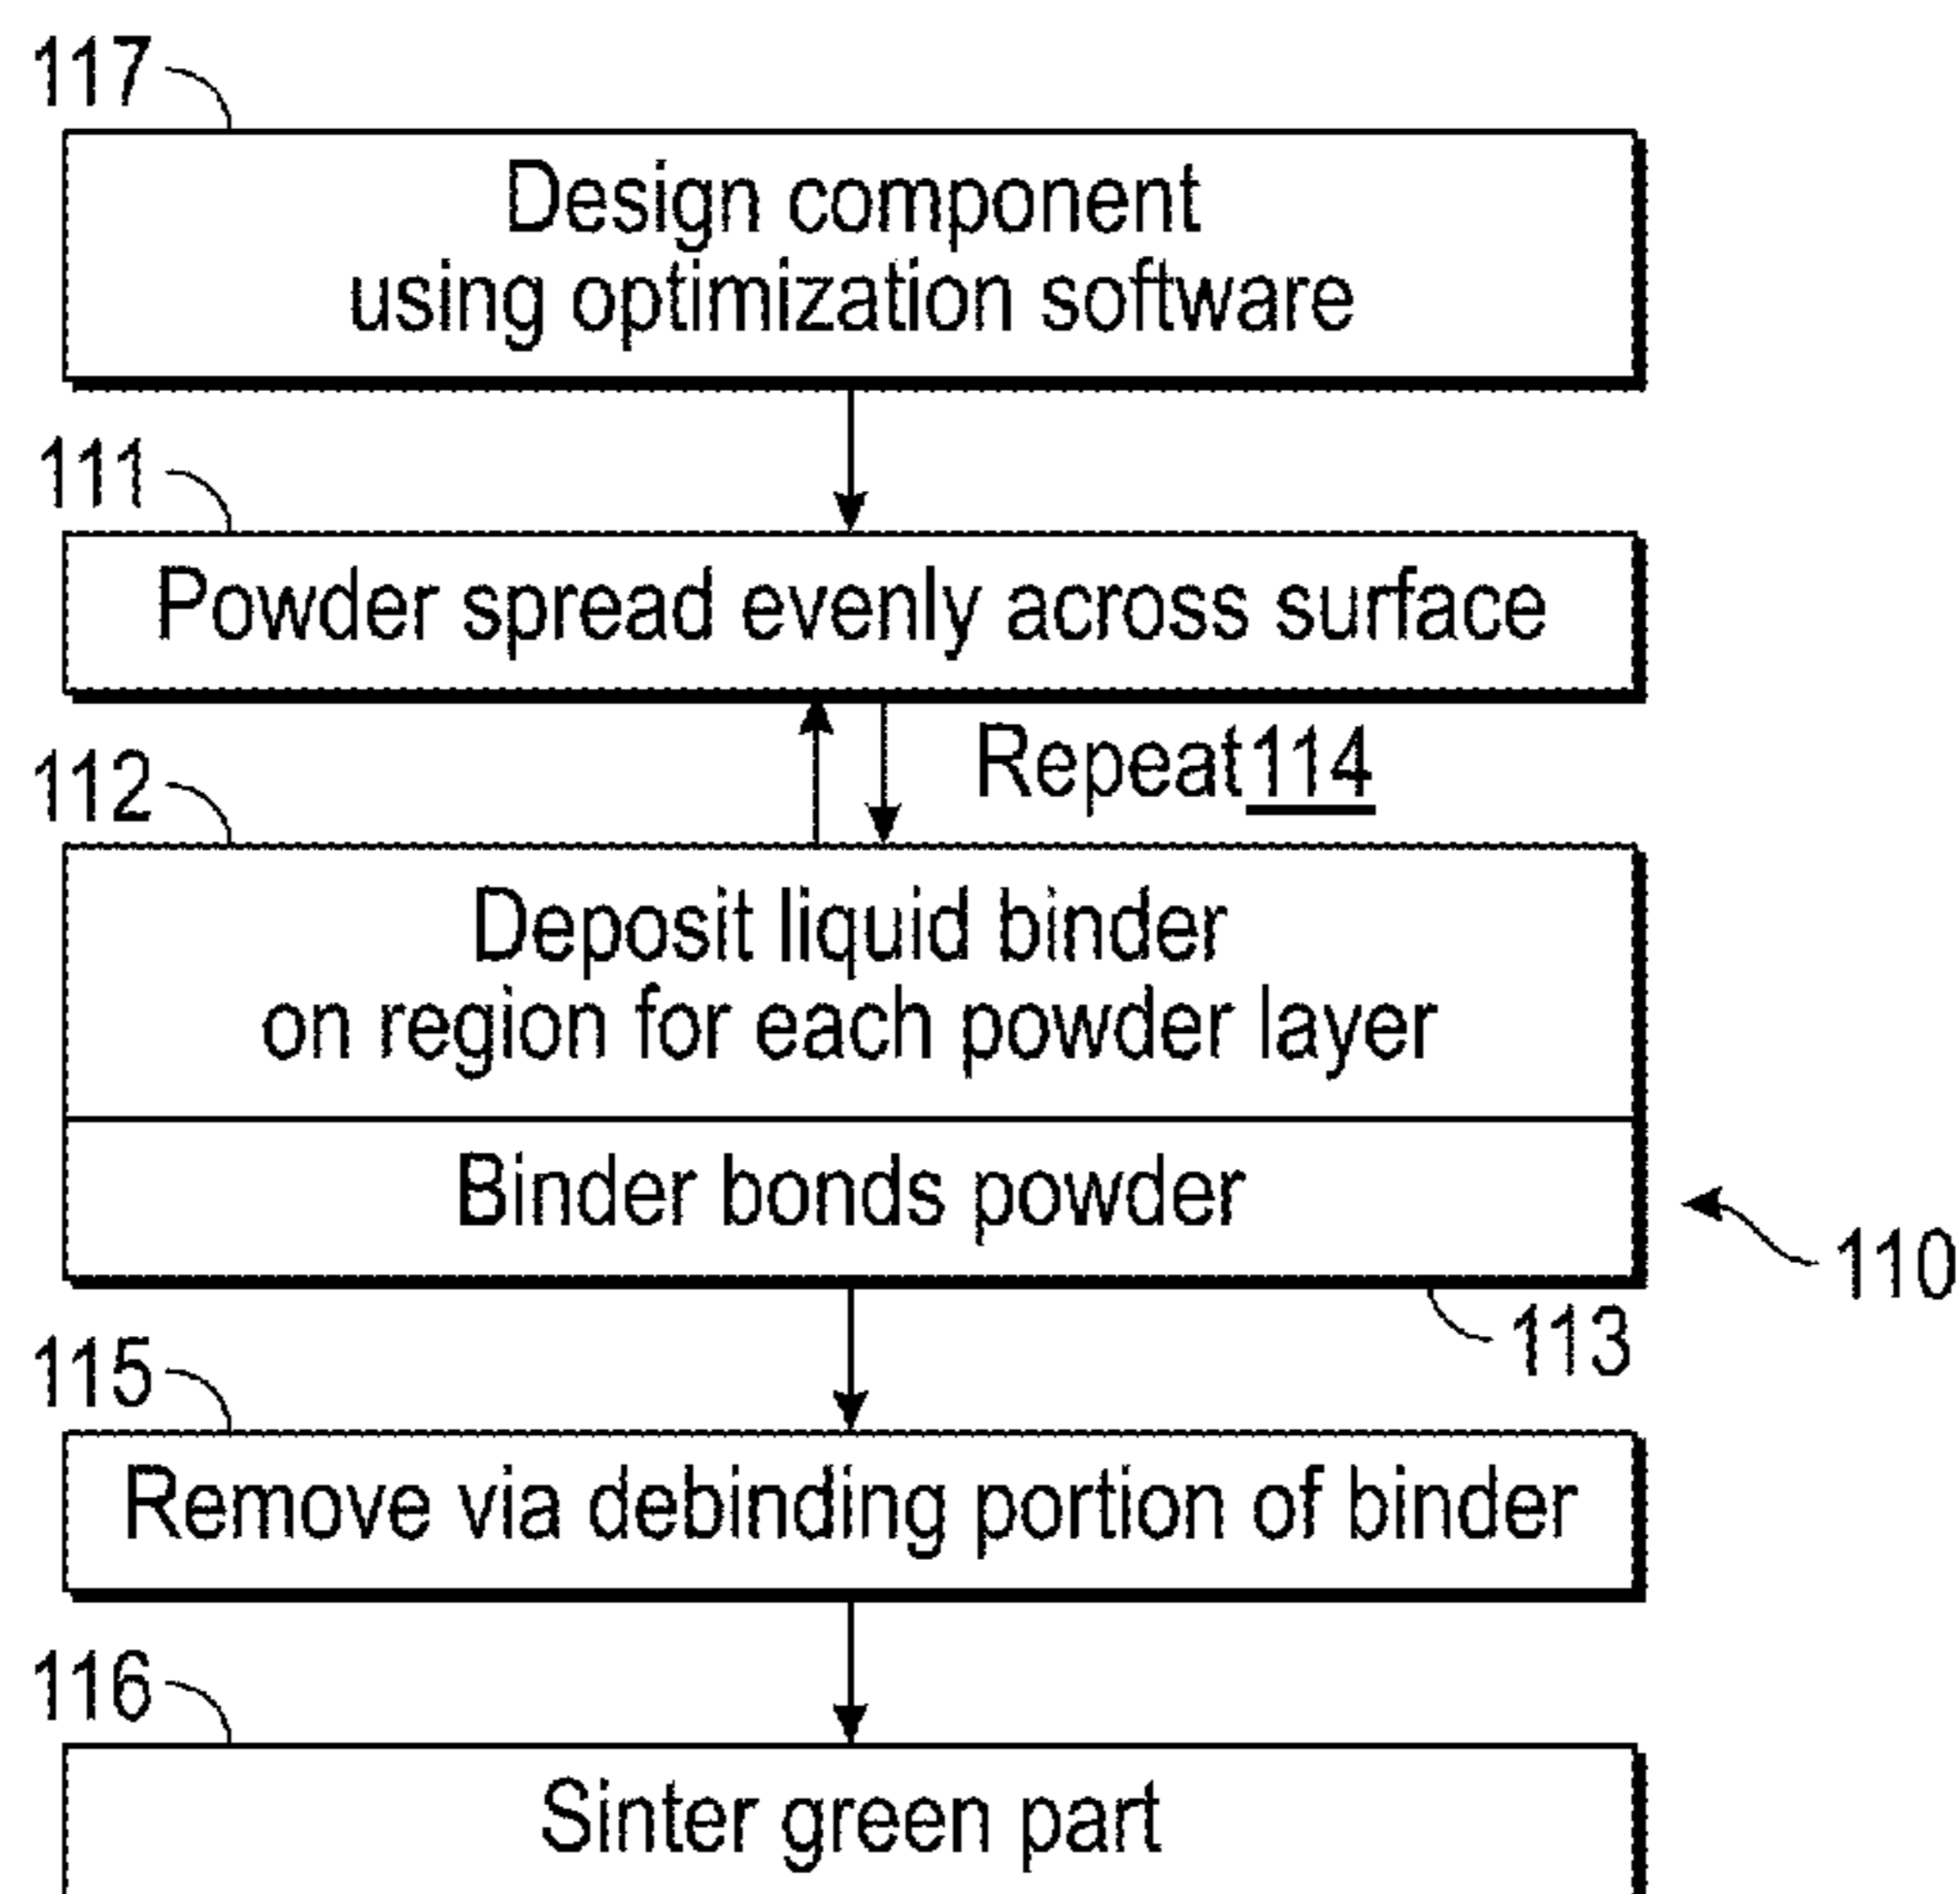 117
Design component
using optimization software
111
Powder spread evenly across surface
Repeat 114
112
Deposit liquid binder
on region for each powder layer
Binder bonds powder
110
113
115
Remove via debinding portion of binder
116
Sinter green part